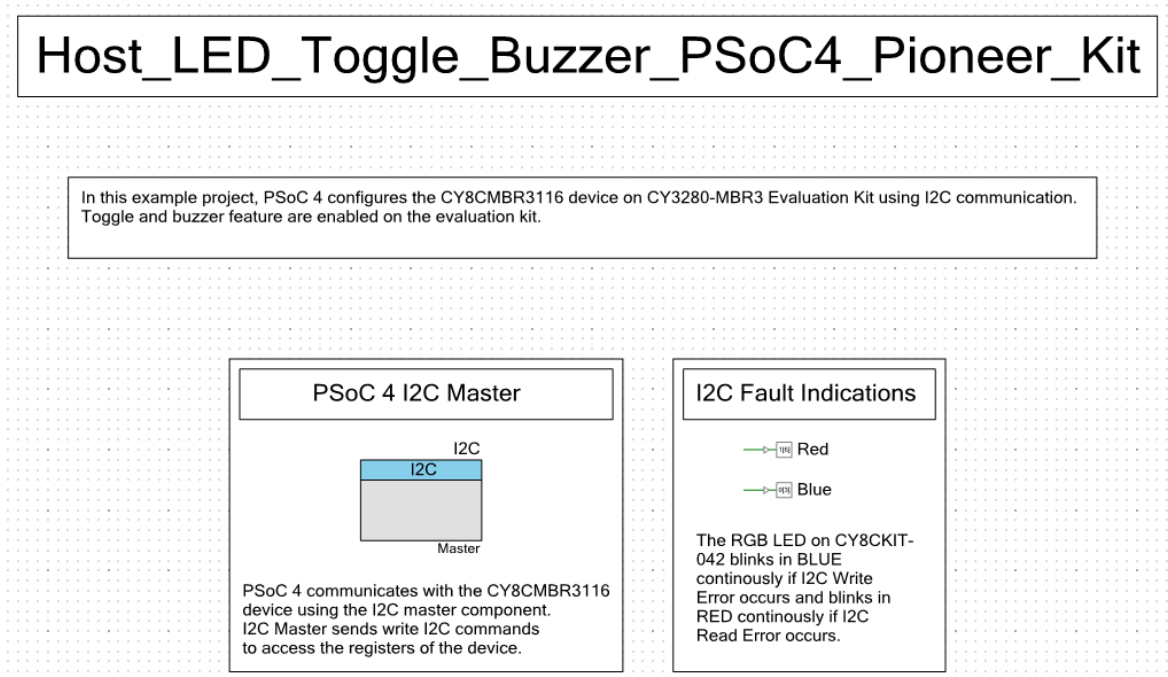 Host_LED_Toggle_Buzzer_PSoC4_Pioneer_Kit
In this example project, PSoC 4 configures the CY8CMBR3116 device on CY3280-MBR3 Evaluation Kit using I2C communication.
Toggle and buzzer feature are enabled on the evaluation kit.
PSoC 4 I2C Master
I2C
I2C
Master
PSoC 4 communicates with the CY8CMBR3116
device using the I2C master component.
I2C Master sends write I2C commands
to access the registers of the device.
I2C Fault Indications
Red
Blue
The RGB LED on CY8CKIT-
042 blinks in BLUE
continously if I2C Write
Error occurs and blinks in
RED continously if I2C
Read Error occurs.